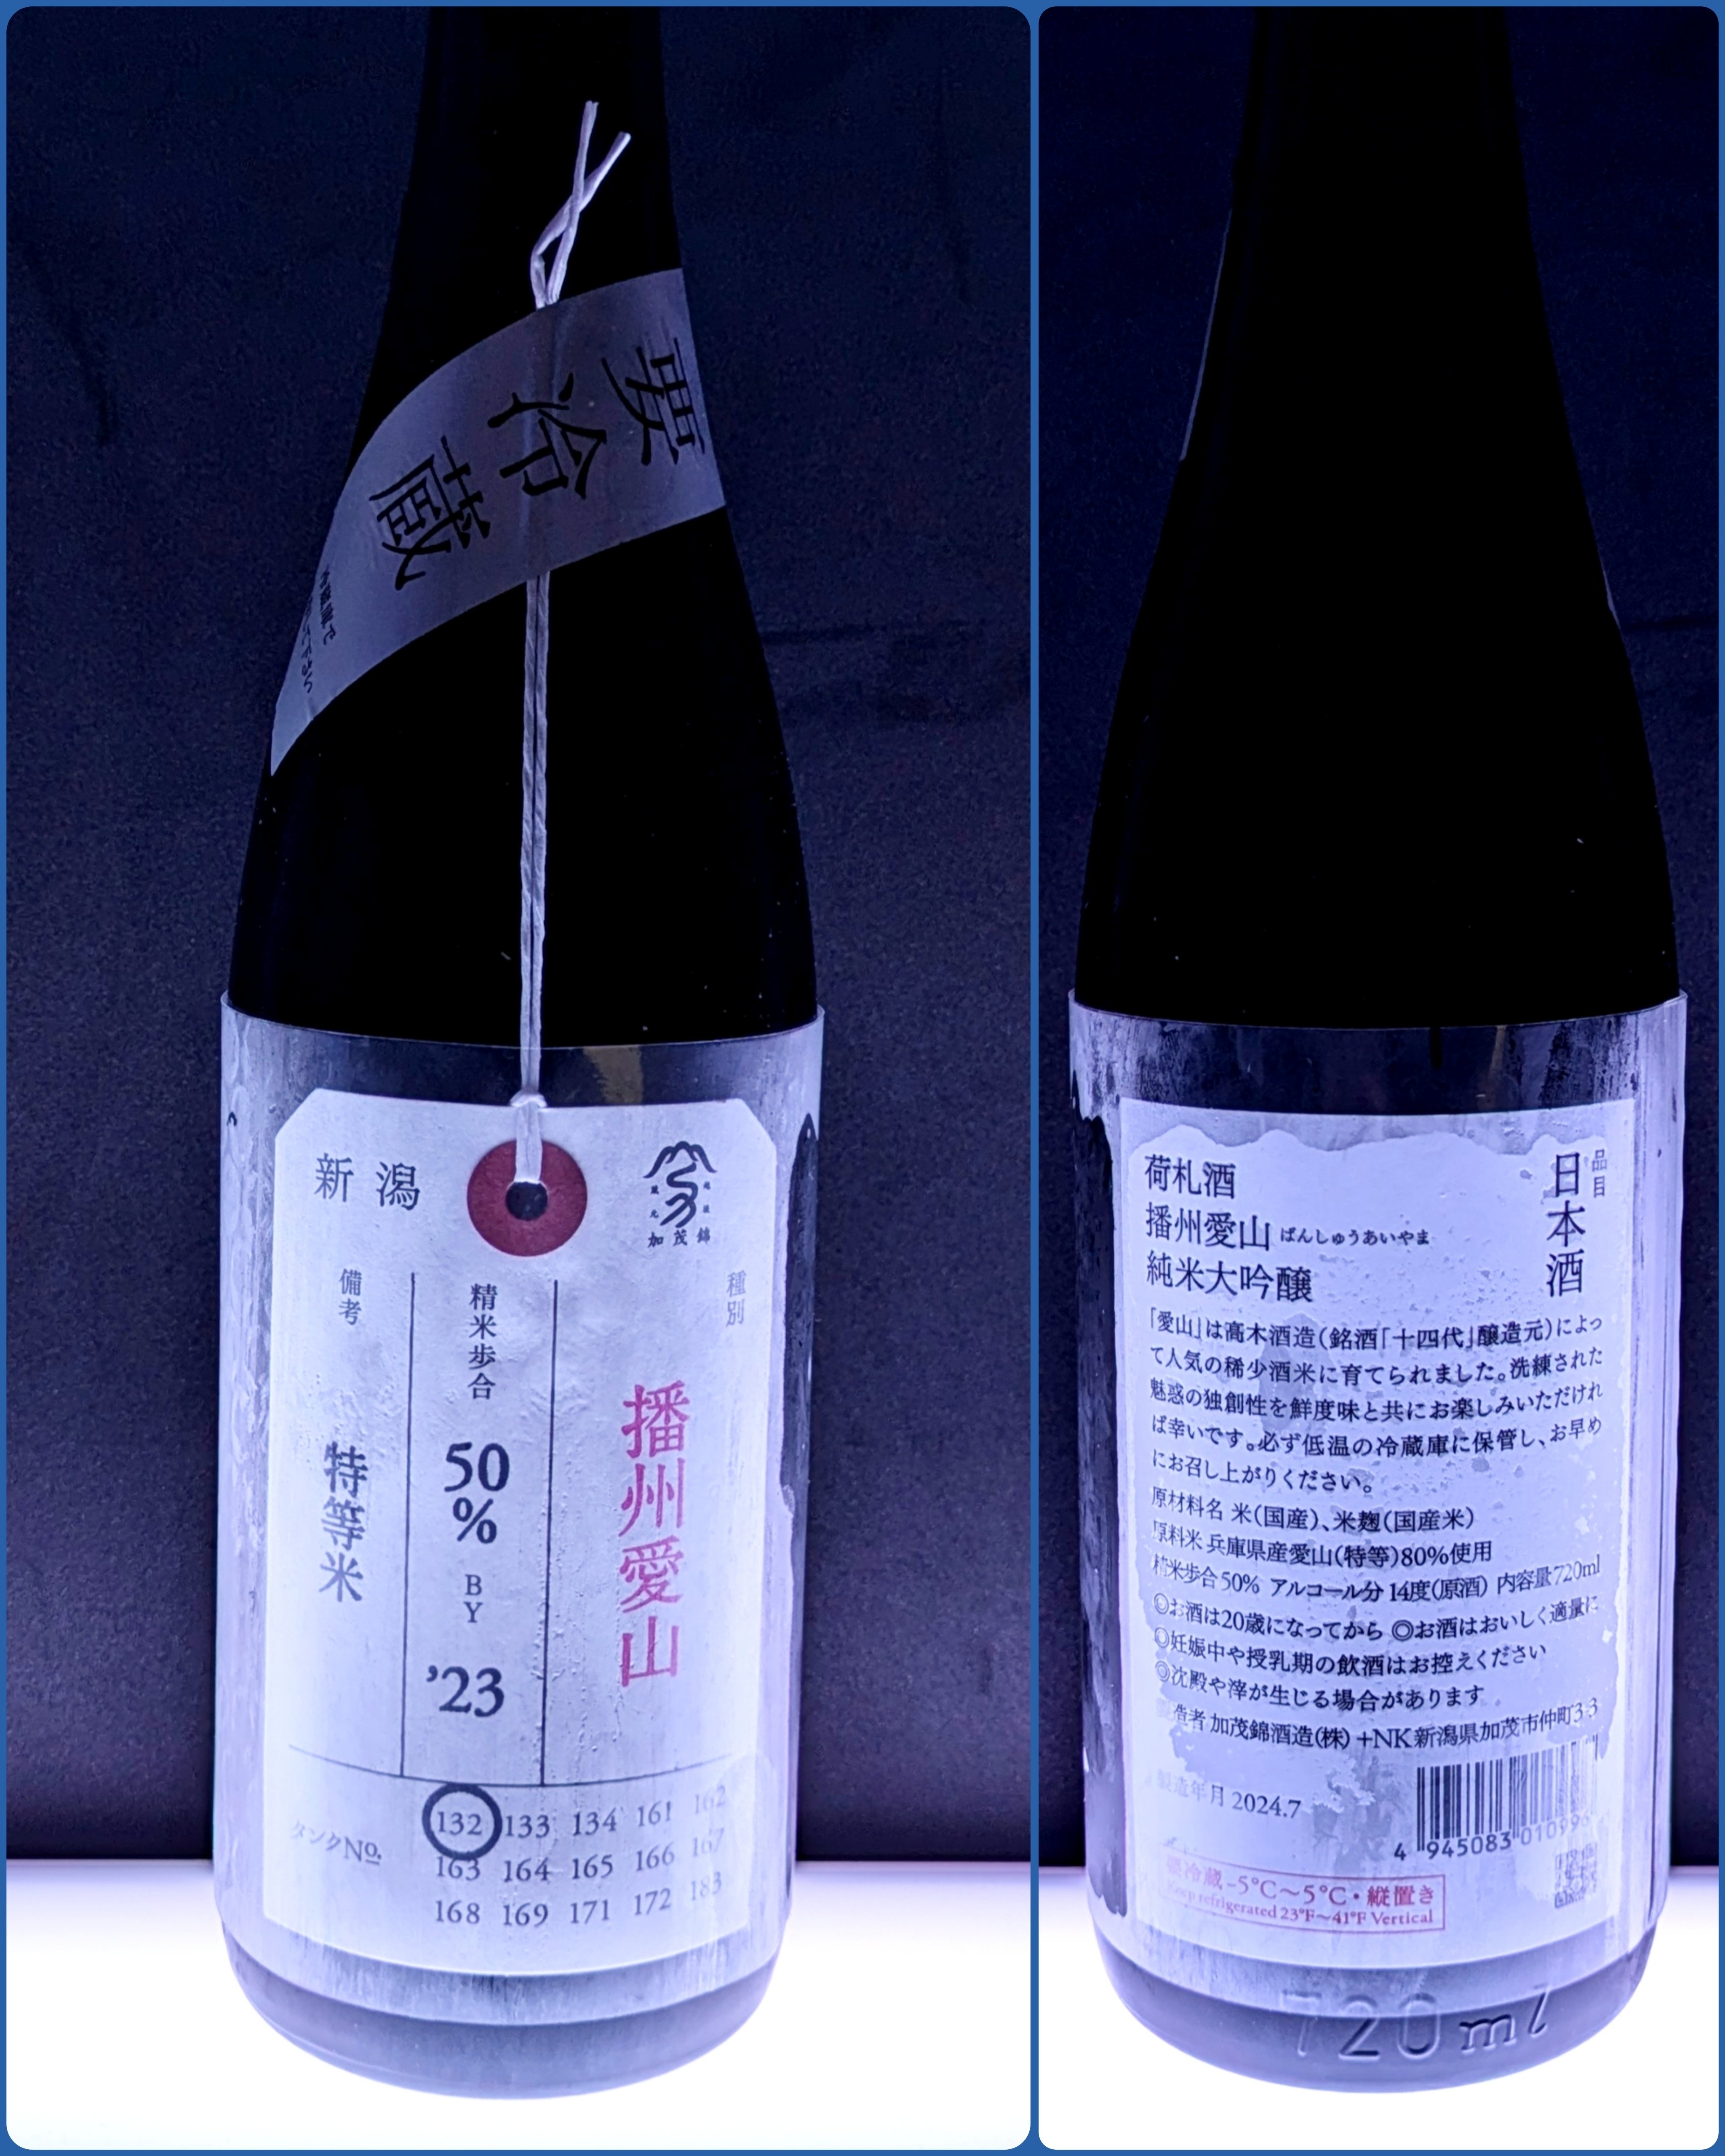 要冷蔵
新潟
蔵元
加茂錦
種別
播州愛山
精米歩合
50
%
BY
’23
備考
特等米
タンクNo.
132 133 134 161 162
163 164 165 166 167
168 169 171 172 183
品目
日本酒
荷札酒
播州愛山 ばんしゅうあいやま
純米大吟醸
「愛山」は高木酒造(銘酒「十四代」醸造元)によっ
て人気の稀少酒米に育てられました。洗練された
魅惑の独創性を鮮度味と共にお楽しみいただけれ
ば幸いです。必ず低温の冷蔵庫に保管し、お早め
にお召し上がりください。
原材料名 米(国産)、米麹(国産米)
原料米 兵庫県産愛山(特等)80%使用
精米歩合50% アルコール分 14度(原酒) 内容量720ml
◎お酒は20歳になってから ◎お酒はおいしく適量に
◎妊娠中や授乳期の飲酒はお控えください
◎沈殿や滓が生じる場合があります
造者 加茂錦酒造(株) +NK 新潟県加茂市仲町3-3
製造年月 2024.7
4 945083 010996
要冷蔵 -5℃~5℃・縦置き
Keep refrigerated 23°F~41°F Vertical
720ml